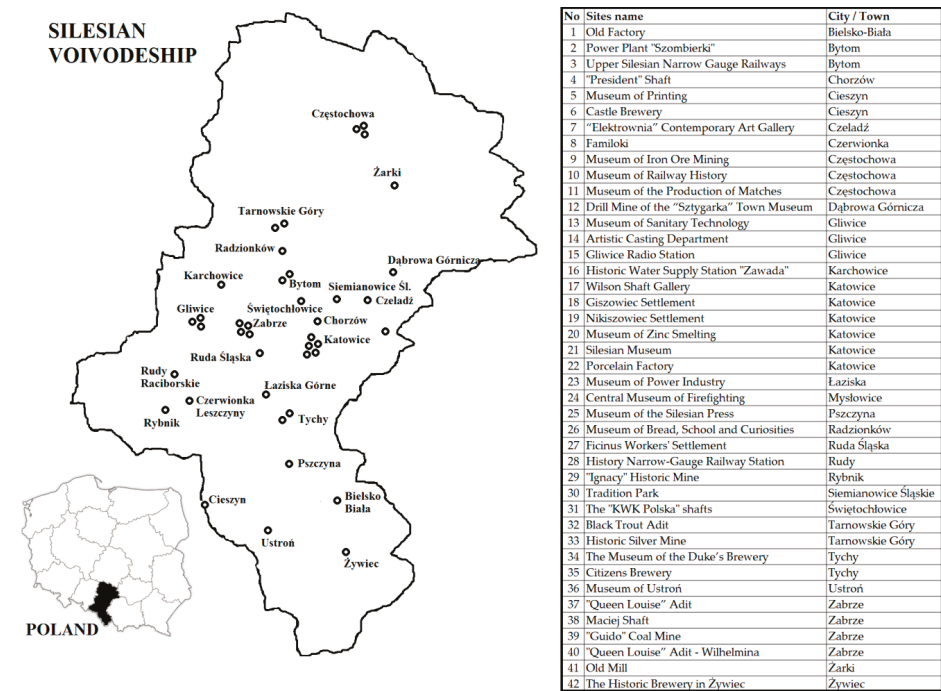 SILESIAN
VOIVODESHIP
Częstochowa
Żarki
Tarnowskie Góry
Radzionków
Dąbrowa Górnicza
Karchowice
Bytom
Siemianowice Śl.
Czeladź
Świętochłowice
Gliwice
Zabrze
Chorzów
Katowice
Ruda Śląska
Rudy
Raciborskie
Łaziska Górne
Czerwionka
Leszczyny
Rybnik
Tychy
Pszczyna
Cieszyn
Bielsko
Biała
Ustroń
Żywiec
POLAND
No Sites name City / Town
1 Old Factory Bielsko-Biała
2 Power Plant "Szombierki" Bytom
3 Upper Silesian Narrow Gauge Railways Bytom
4 "President" Shaft Chorzów
5 Museum of Printing Cieszyn
6 Castle Brewery Cieszyn
7 “Elektrownia” Contemporary Art Gallery Czeladź
8 Familoki Czerwionka
9 Museum of Iron Ore Mining Częstochowa
10 Museum of Railway History Częstochowa
11 Museum of the Production of Matches Częstochowa
12 Drill Mine of the “Sztygarka” Town Museum Dąbrowa Górnicza
13 Museum of Sanitary Technology Gliwice
14 Artistic Casting Department Gliwice
15 Gliwice Radio Station Gliwice
16 Historic Water Supply Station "Zawada" Karchowice
17 Wilson Shaft Gallery Katowice
18 Giszowiec Settlement Katowice
19 Nikiszowiec Settlement Katowice
20 Museum of Zinc Smelting Katowice
21 Silesian Museum Katowice
22 Porcelain Factory Katowice
23 Museum of Power Industry Łaziska
24 Central Museum of Firefighting Mysłowice
25 Museum of the Silesian Press Pszczyna
26 Museum of Bread, School and Curiosities Radzionków
27 Ficinus Workers' Settlement Ruda Śląska
28 History Narrow-Gauge Railway Station Rudy
29 "Ignacy" Historic Mine Rybnik
30 Tradition Park Siemianowice Śląskie
31 The "KWK Polska" shafts Świętochłowice
32 Black Trout Adit Tarnowskie Góry
33 Historic Silver Mine Tarnowskie Góry
34 The Museum of the Duke’s Brewery Tychy
35 Citizens Brewery Tychy
36 Museum of Ustroń Ustroń
37 "Queen Louise” Adit Zabrze
38 Maciej Shaft Zabrze
39 "Guido" Coal Mine Zabrze
40 "Queen Louise” Adit - Wilhelmina Zabrze
41 Old Mill Żarki
42 The Historic Brewery in Żywiec Żywiec